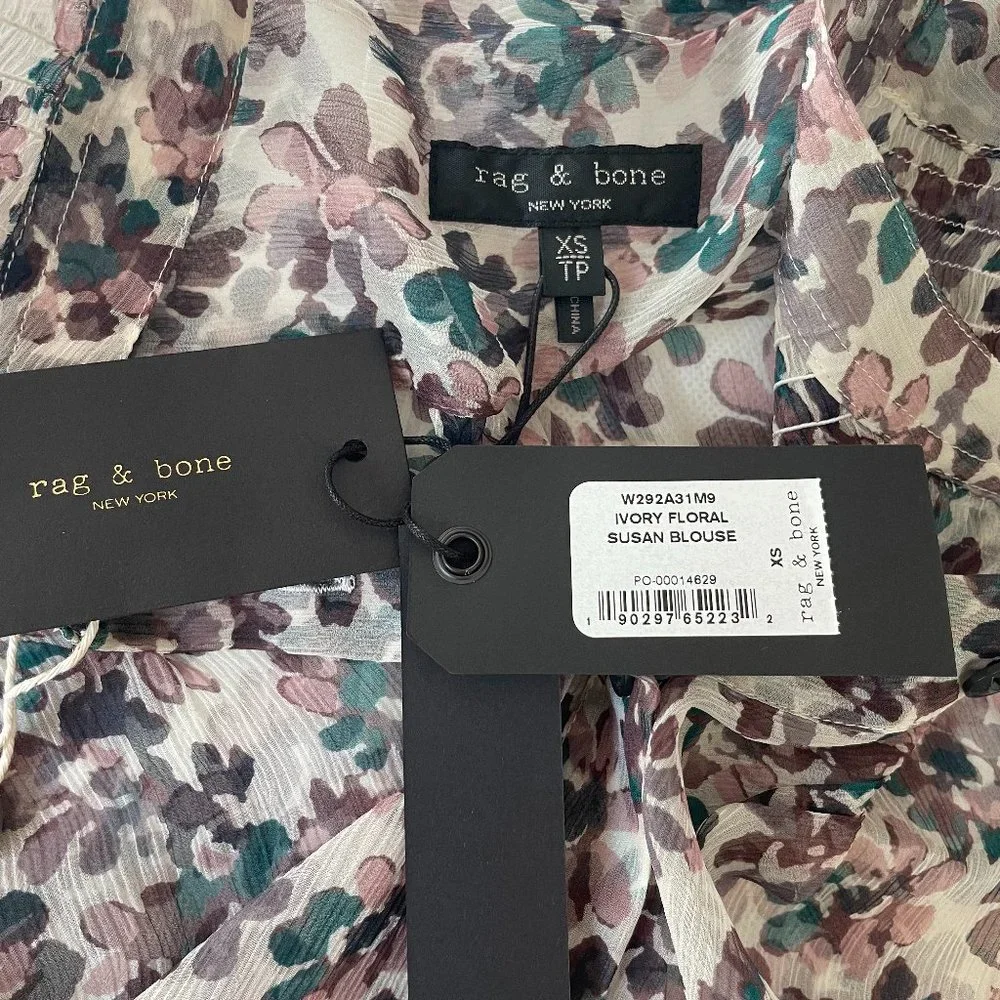 rag & bone
NEW YORK
XS
TP
CHINA
rag & bone
NEW YORK
W292A31M9
IVORY FLORAL
SUSAN BLOUSE
PO-00014629
1 90297 65223 2
XS
rag & bone
NEW YORK